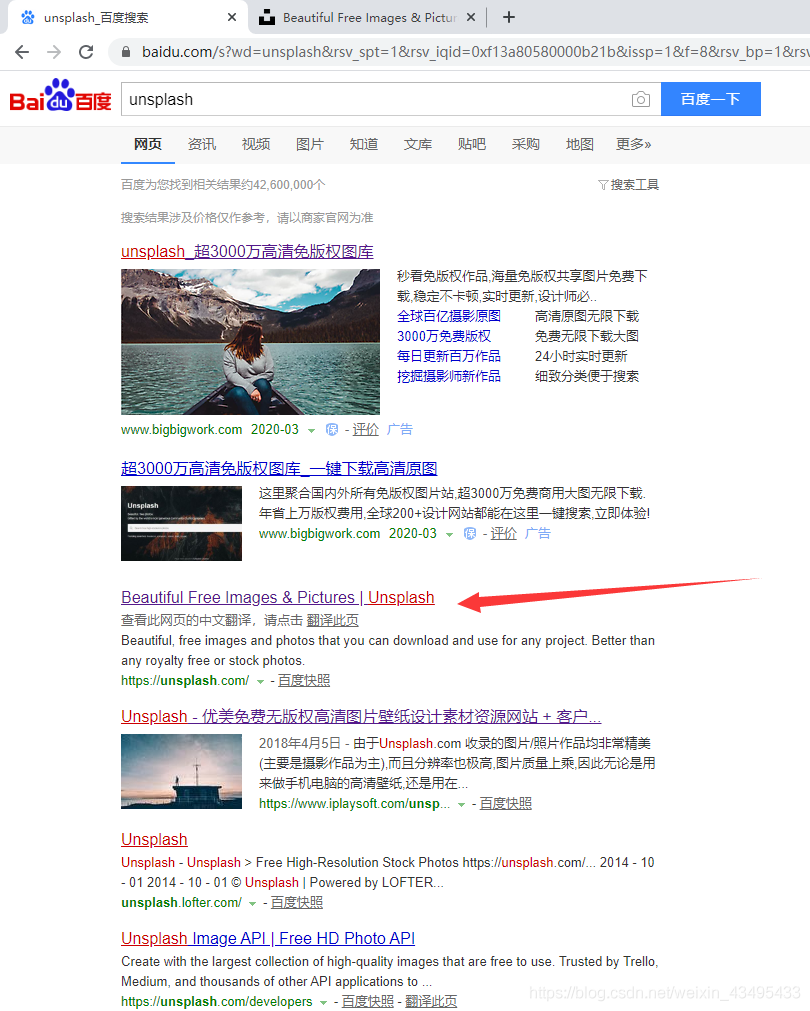 unsplash_百度搜索
Beautiful Free Images & Pictur
baidu.com/s?wd=unsplash&rsv_spt=1&rsv_iqid=0xf13a80580000b21b&issp=1&f=8&rsv_bp=1&rsv
Bai du 百度
unsplash
百度一下
网页 资讯 视频 图片 知道 文库 贴吧 采购 地图 更多»
百度为您找到相关结果约42,600,000个
搜索工具
搜索结果涉及价格仅作参考，请以商家官网为准
unsplash_超3000万高清免版权图库
秒看免版权作品,海量免版权共享图片免费下
载,稳定不卡顿,实时更新,设计师必..
全球百亿摄影原图 高清原图无限下载
3000万免费版权 免费无限下载大图
每日更新百万作品 24小时实时更新
挖掘摄影师新作品 细致分类便于搜索
www.bigbigwork.com 2020-03 保 - 评价 广告
超3000万高清免版权图库_一键下载高清原图
Unsplash
这里聚合国内外所有免版权图片站,超3000万免费商用大图无限下载.
年省上万版权费用,全球200+设计网站都能在这里一键搜索,立即体验!
www.bigbigwork.com 2020-03 保 - 评价 广告
Beautiful Free Images & Pictures | Unsplash
查看此网页的中文翻译，请点击 翻译此页
Beautiful, free images and photos that you can download and use for any project. Better than
any royalty free or stock photos.
https://unsplash.com/ - 百度快照
Unsplash - 优美免费无版权高清图片壁纸设计素材资源网站 + 客户...
2018年4月5日 - 由于Unsplash.com 收录的图片/照片作品均非常精美
(主要是摄影作品为主),而且分辨率也极高,图片质量上乘,因此无论是用
来做手机电脑的高清壁纸,还是用在...
https://www.iplaysoft.com/unsp... - 百度快照
Unsplash
Unsplash - Unsplash > Free High-Resolution Stock Photos https://unsplash.com/... 2014 - 10
- 01 2014 - 10 - 01 © Unsplash | Powered by LOFTER...
unsplash.lofter.com/ - 百度快照
Unsplash Image API | Free HD Photo API
Create with the largest collection of high-quality images that are free to use. Trusted by Trello,
Medium, and thousands of other API applications to ...
https://unsplash.com/developers - 百度快照 - 翻译此页
https://blog.csdn.net/weixin_43495433